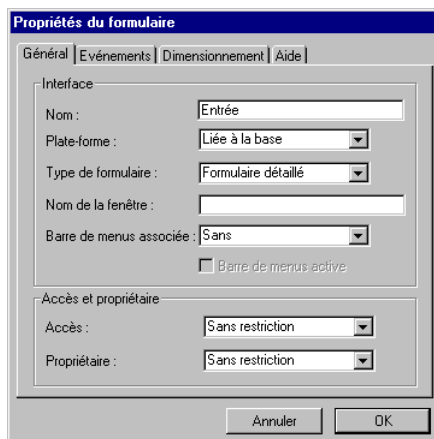 Propriétés du formulaire
Général Evénements Dimensionnement Aide
Interface
Nom : Entrée
Plate-forme : Liée à la base
Type de formulaire : Formulaire détaillé
Nom de la fenêtre :
Barre de menus associée : Sans
Barre de menus active
Accès et propriétaire
Accès : Sans restriction
Propriétaire : Sans restriction
Annuler OK